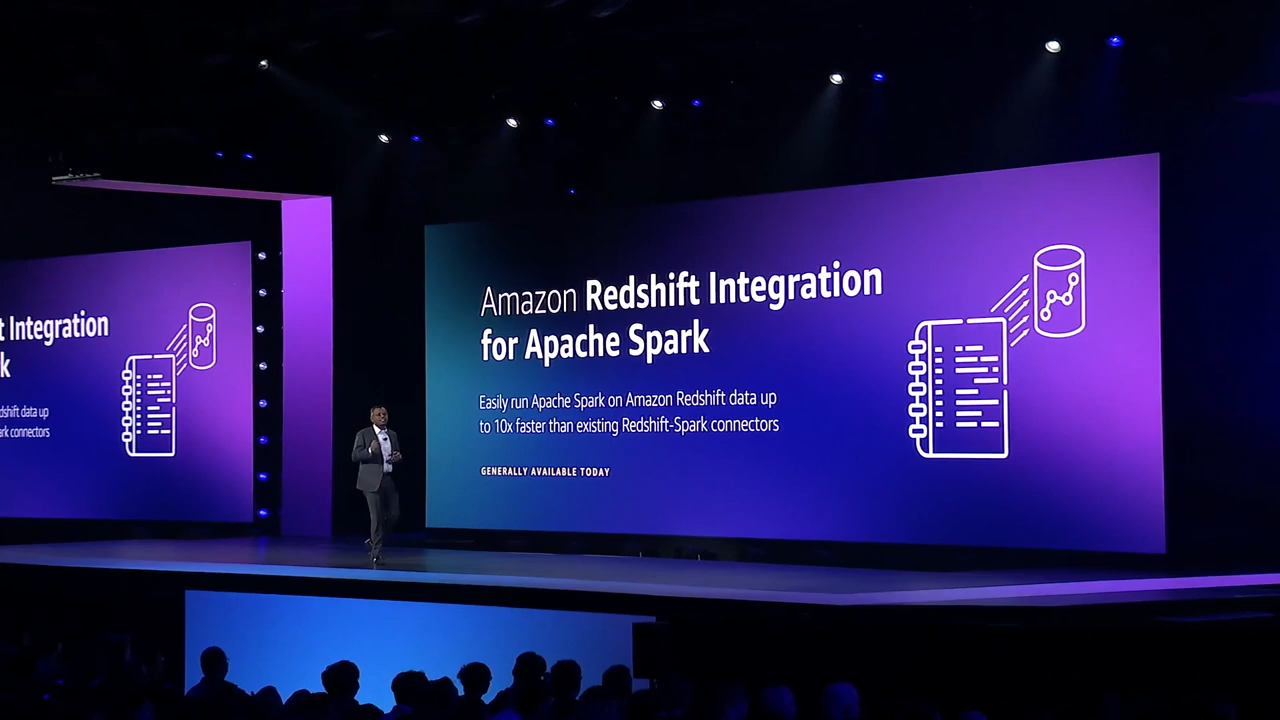 Amazon Redshift Integration
for Apache Spark
Easily run Apache Spark on Amazon Redshift data up
to 10x faster than existing Redshift-Spark connectors
GENERALLY AVAILABLE TODAY
t Integration
k
dshift data up
ark connectors